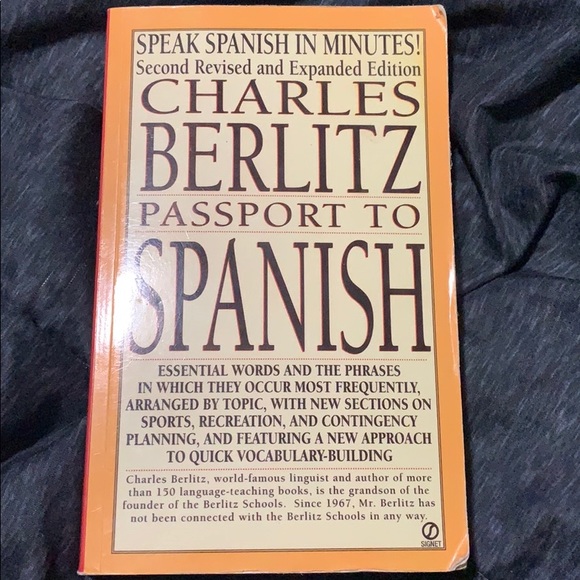 SPEAK SPANISH IN MINUTES!
Second Revised and Expanded Edition
CHARLES
BERLITZ
PASSPORT TO
SPANISH
ESSENTIAL WORDS AND THE PHRASES
IN WHICH THEY OCCUR MOST FREQUENTLY,
ARRANGED BY TOPIC, WITH NEW SECTIONS ON
SPORTS, RECREATION, AND CONTINGENCY
PLANNING, AND FEATURING A NEW APPROACH
TO QUICK VOCABULARY-BUILDING
Charles Berlitz, world-famous linguist and author of more
than 150 language-teaching books, is the grandson of the
founder of the Berlitz Schools. Since 1967, Mr. Berlitz has
not been connected with the Berlitz Schools in any way.
SIGNET